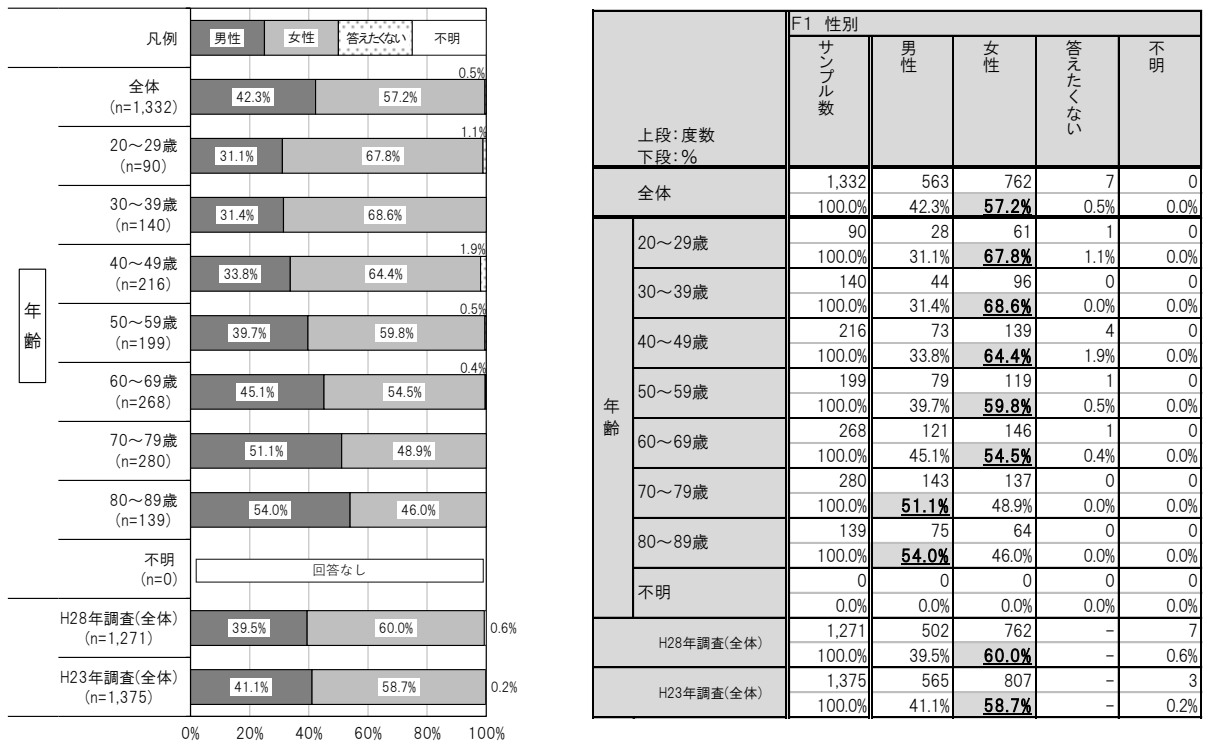 凡例 男性 女性 答えたくない 不明
0.5%
全体
(n=1,332)
42.3% 57.2%
1.1%
20～29歳
(n=90)
31.1% 67.8%
30～39歳
(n=140)
31.4% 68.6%
1.9%
40～49歳
(n=216)
33.8% 64.4%
0.5%
50～59歳
(n=199)
39.7% 59.8%
0.4%
60～69歳
(n=268)
45.1% 54.5%
70～79歳
(n=280)
51.1% 48.9%
80～89歳
(n=139)
54.0% 46.0%
不明
(n=0)
回答なし
H28年調査(全体)
(n=1,271)
39.5% 60.0% 0.6%
H23年調査(全体)
(n=1,375)
41.1% 58.7% 0.2%
年齢
0% 20% 40% 60% 80% 100%
F1 性別
上段：度数
下段：%
サンプル数 男性 女性 答えたくない 不明
全体
1,332 563 762 7 0
100.0% 42.3% 57.2% 0.5% 0.0%
年齢
20～29歳
90 28 61 1 0
100.0% 31.1% 67.8% 1.1% 0.0%
30～39歳
140 44 96 0 0
100.0% 31.4% 68.6% 0.0% 0.0%
40～49歳
216 73 139 4 0
100.0% 33.8% 64.4% 1.9% 0.0%
50～59歳
199 79 119 1 0
100.0% 39.7% 59.8% 0.5% 0.0%
60～69歳
268 121 146 1 0
100.0% 45.1% 54.5% 0.4% 0.0%
70～79歳
280 143 137 0 0
100.0% 51.1% 48.9% 0.0% 0.0%
80～89歳
139 75 64 0 0
100.0% 54.0% 46.0% 0.0% 0.0%
不明
0 0 0 0 0
0.0% 0.0% 0.0% 0.0% 0.0%
H28年調査(全体)
1,271 502 762 － 7
100.0% 39.5% 60.0% － 0.6%
H23年調査(全体)
1,375 565 807 － 3
100.0% 41.1% 58.7% － 0.2%